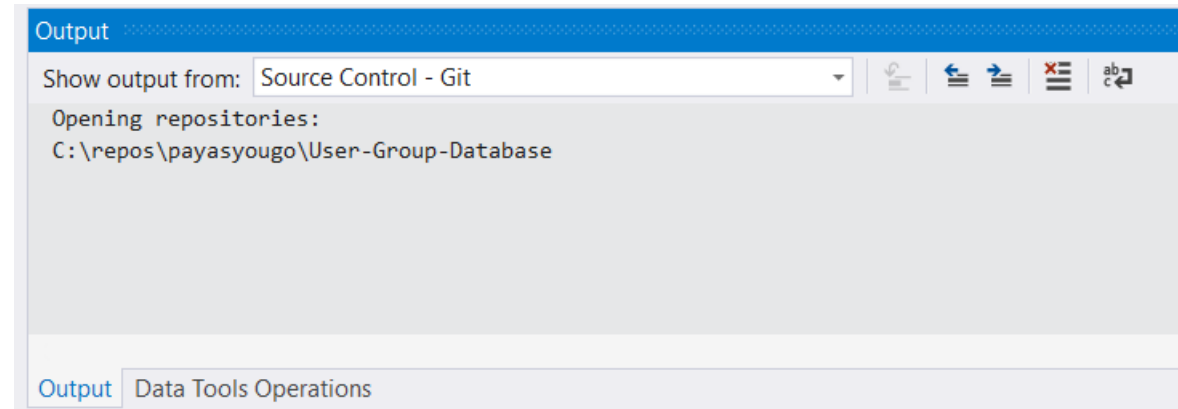 Output
Show output from: Source Control - Git
Opening repositories:
C:\repos\payasyougo\User-Group-Database
Output Data Tools Operations